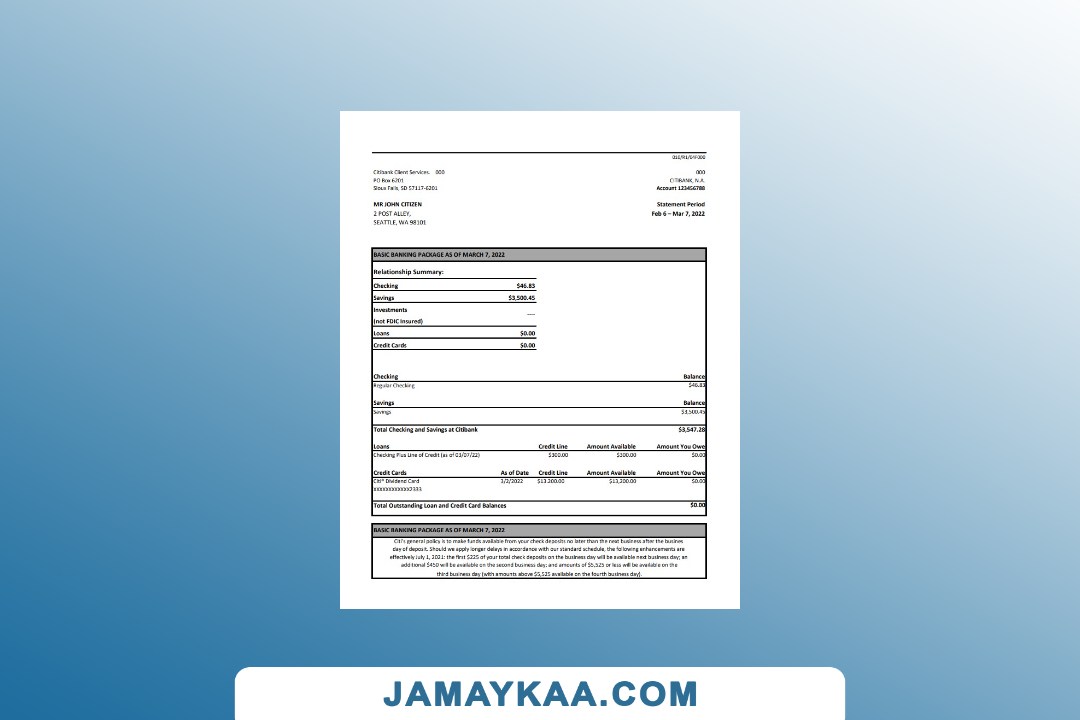 01E/R1/04F000
Citibank Client Services. 000
000
PO Box 6201
CITIBANK, N.A.
Sioux Falls, SD 57117-6201
Account 123456788
MR JOHN CITIZEN
Statement Period
2 POST ALLEY,
Feb 6 – Mar 7, 2022
SEATTLE, WA 98101
BASIC BANKING PACKAGE AS OF MARCH 7, 2022
Relationship Summary:
Checking $46.83
Savings $3,500.45
Investments ---
(not FDIC Insured)
Loans $0.00
Credit Cards $0.00
Checking Balance
Regular Checking $46.83
Savings Balance
Savings $3,500.45
Total Checking and Savings at Citibank $3,547.28
Loans Credit Line Amount Available Amount You Owe
Checking Plus Line of Credit (as of 03/07/22) $300.00 $300.00 $0.00
Credit Cards As of Date Credit Line Amount Available Amount You Owe
Citi® Dividend Card 3/2/2022 $13,200.00 $13,200.00 $0.00
XXXXXXXXXXXX2333
Total Outstanding Loan and Credit Card Balances $0.00
BASIC BANKING PACKAGE AS OF MARCH 7, 2022
Citi's general policy is to make funds available from your check deposits no later than the next business after the busines
day of deposit. Should we apply longer delays in accordance with our standard schedule, the following enhancements are
effectively July 1, 2021: the first $225 of your total check deposits on the business day will be available next business day; an
additional $450 will be available on the second business day; and amounts of $5,525 or less will be available on the
third business day (with amounts above $5,525 available on the fourth business day).
JAMAYKAA.COM